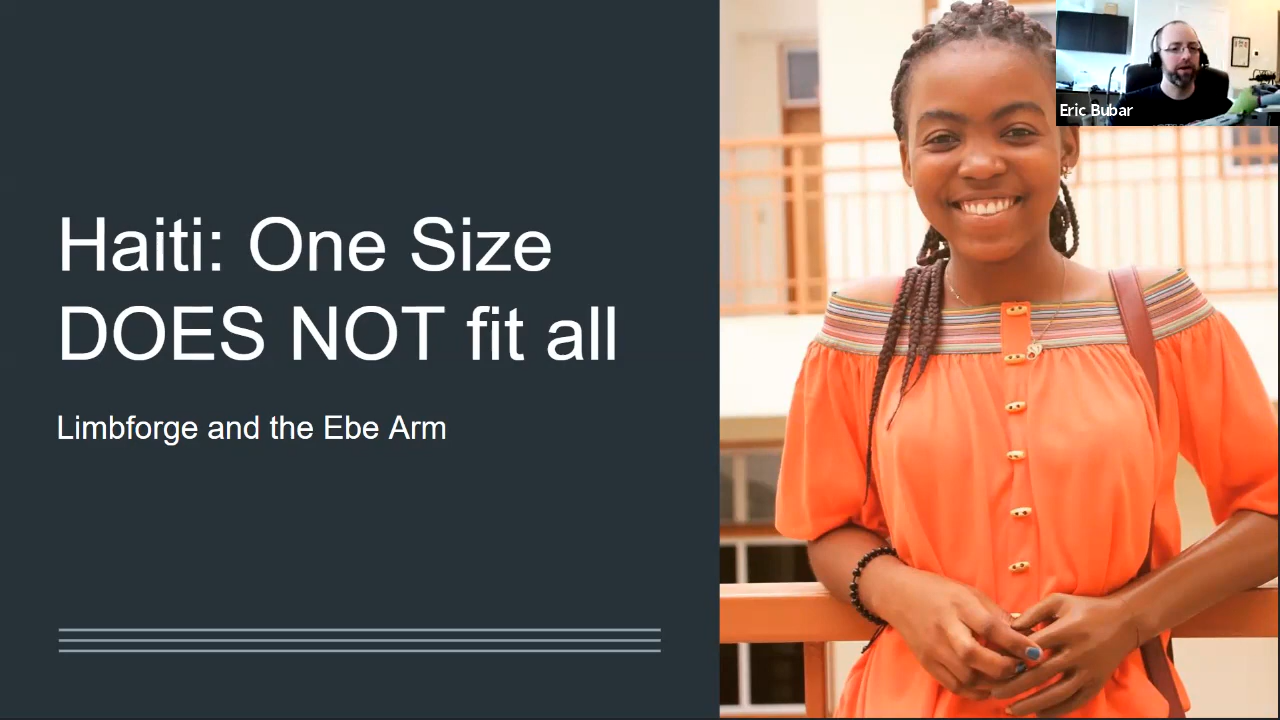 Haiti: One Size
DOES NOT fit all
Limbforge and the Ebe Arm
Eric Bubar